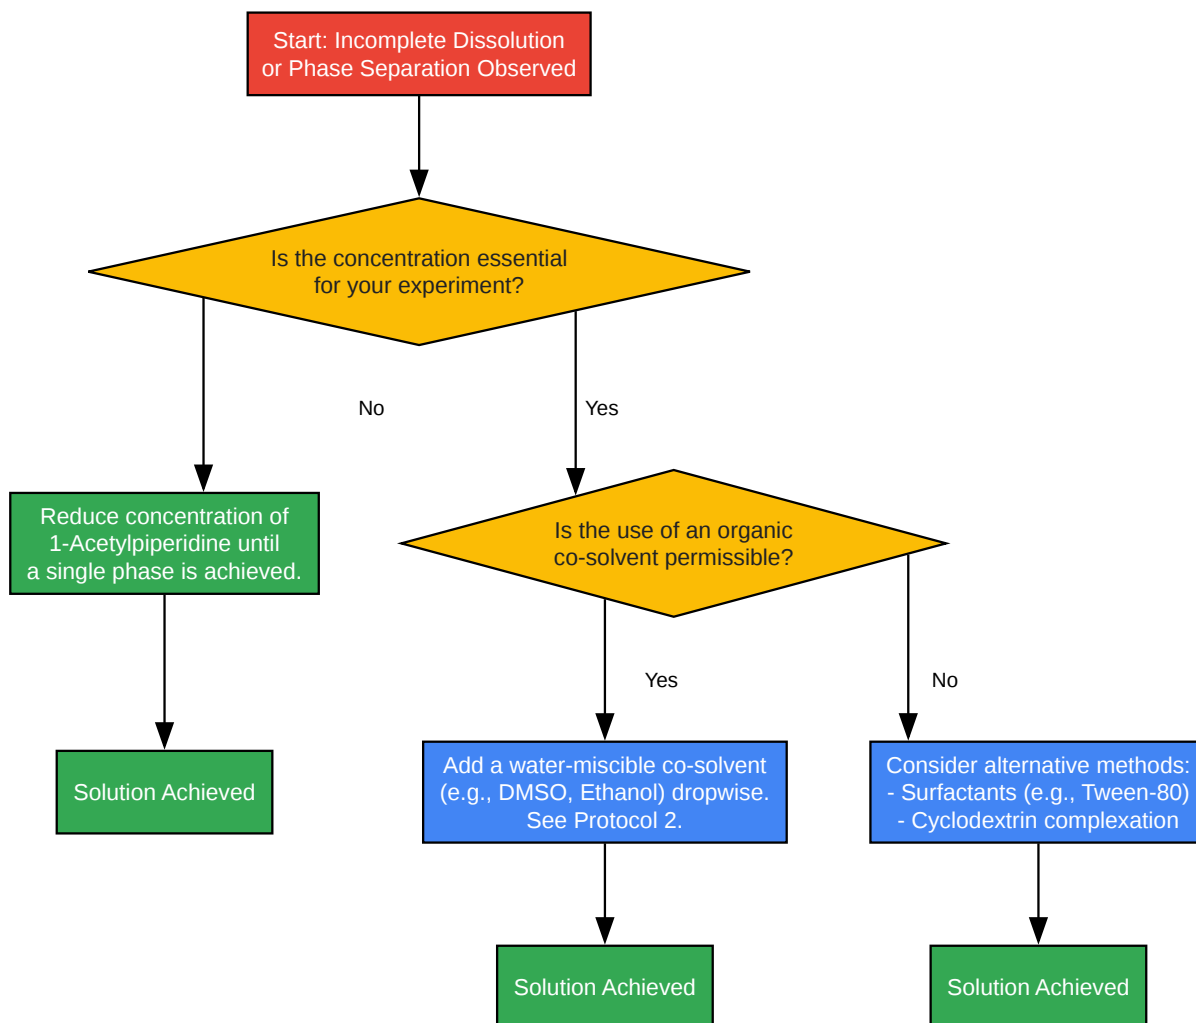 Start: Incomplete Dissolution
or Phase Separation Observed
Is the concentration essential
for your experiment?
No
Yes
Reduce concentration of
1-Acetylpiperidine until
a single phase is achieved.
Is the use of an organic
co-solvent permissible?
Yes
No
Solution Achieved
Add a water-miscible co-solvent
(e.g., DMSO, Ethanol) dropwise.
See Protocol 2.
Consider alternative methods:
- Surfactants (e.g., Tween-80)
- Cyclodextrin complexation
Solution Achieved
Solution Achieved